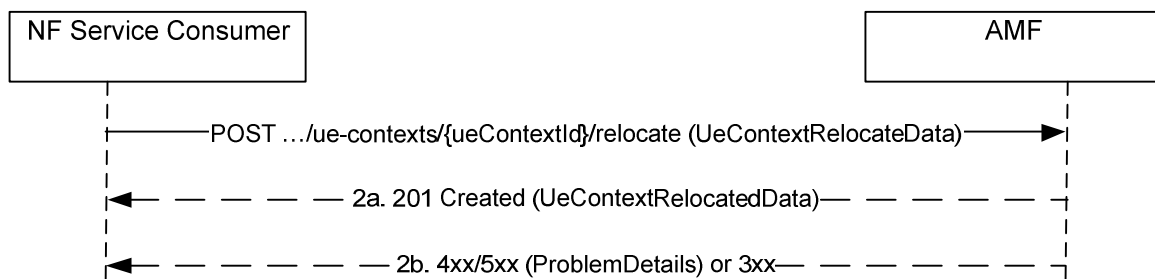 NF Service Consumer
AMF
POST …/ue-contexts/{ueContextId}/relocate (UeContextRelocateData)
2a. 201 Created (UeContextRelocatedData)
2b. 4xx/5xx (ProblemDetails) or 3xx